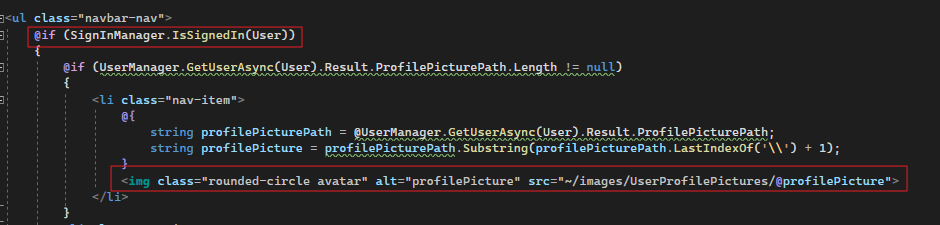 <ul class="navbar-nav">
@if (SignInManager.IsSignedIn(User))
{
@if (UserManager.GetUserAsync(User).Result.ProfilePicturePath.Length != null)
{
<li class="nav-item">
@{
string profilePicturePath = @UserManager.GetUserAsync(User).Result.ProfilePicturePath;
string profilePicture = profilePicturePath.Substring(profilePicturePath.LastIndexOf('\\') + 1);
}
<img class="rounded-circle avatar" alt="profilePicture" src="~/images/UserProfilePictures/@profilePicture">
</li>
}